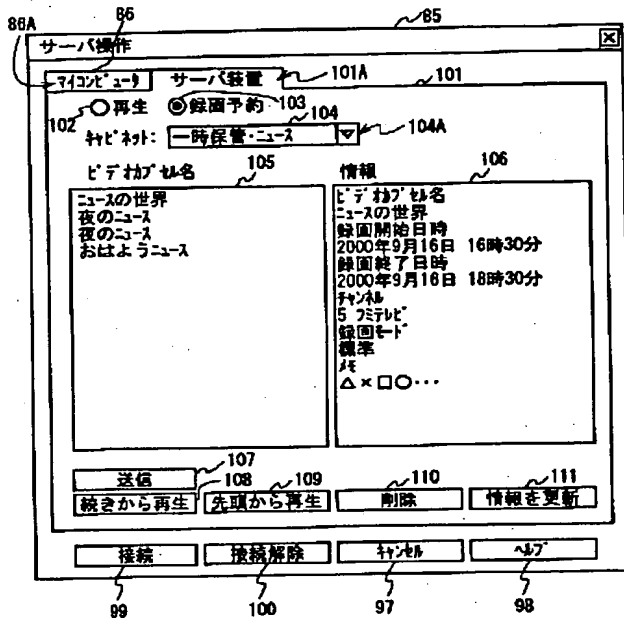 86A 86 85
サーバ操作 ×
マイコンピュータ サーバ装置 101A 101
102 ○再生 ◉録画予約 103 104
キャビネット: 一時保管・ニュース ▽ 104A
ビデオカプセル名 105 情報 106
ニュースの世界
夜のニュース
夜のニュース
おはようニュース
ビデオカプセル名
ニュースの世界
録画開始日時
2000年9月16日 16時30分
録画終了日時
2000年9月16日 18時30分
チャンネル
5 フミテレビ
録画モード
標準
メモ
△×□○・・・
送信 107
108 109 110 111
続きから再生 先頭から再生 削除 情報を更新
接続 接続解除 キャンセル ヘルプ
99 100 97 98